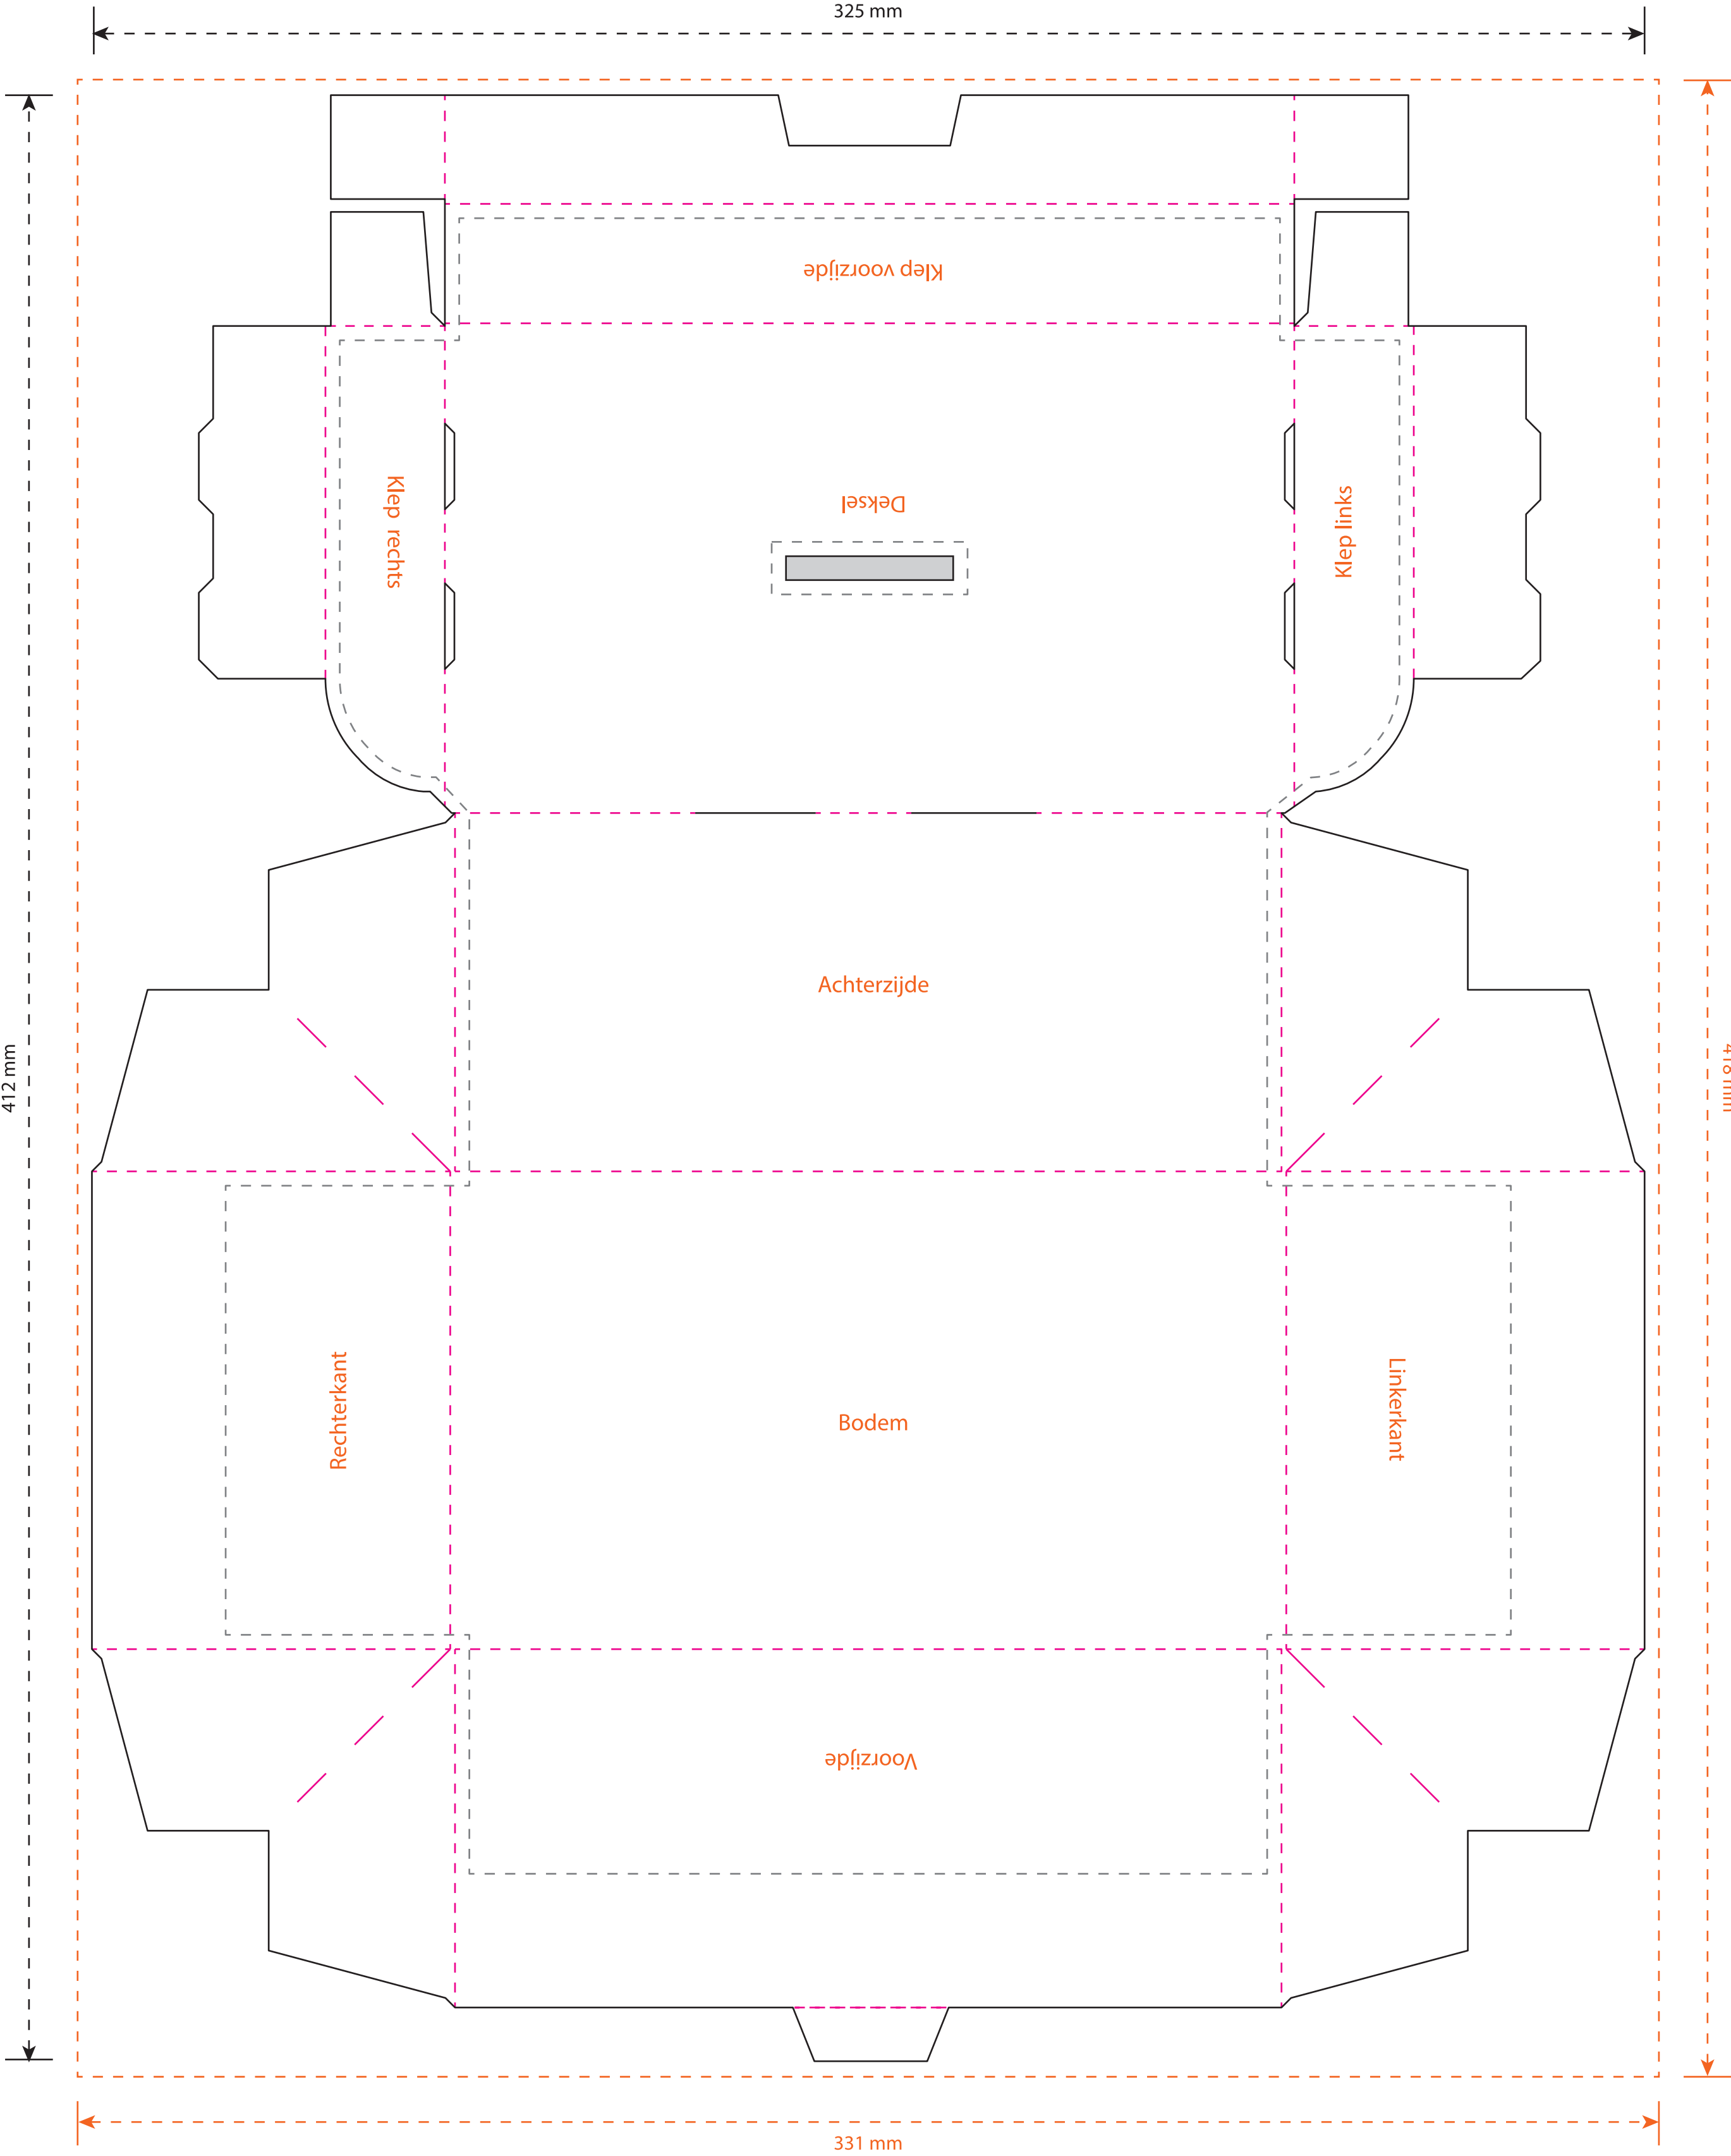 325 mm
Klep voorzijde
Klep rechts
Deksel
Klep links
Achterzijde
412 mm
Rechterkant
Bodem
Linkerkant
Voorzijde
331 mm